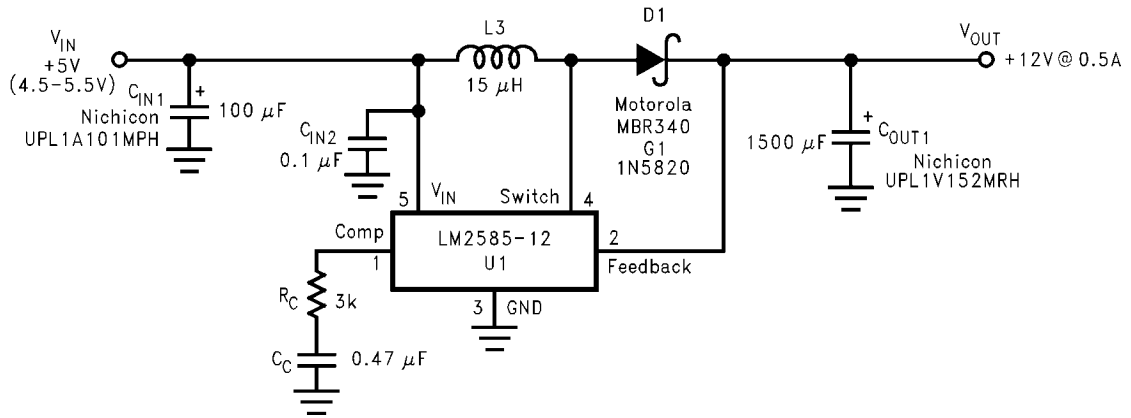 D1
L3
V_IN
+5V
(4.5–5.5V)
V_OUT
+12V @ 0.5A
15 μH
C_IN1
+
Nichicon
UPL1A101MPH
100 μF
Motorola
MBR340
G1
1N5820
C_IN2
0.1 μF
1500 μF
+
C_OUT1
Nichicon
UPL1V152MRH
5
V_IN
Switch
4
Comp
1
LM2585-12
U1
2
Feedback
3
GND
R_C
3k
C_C
0.47 μF